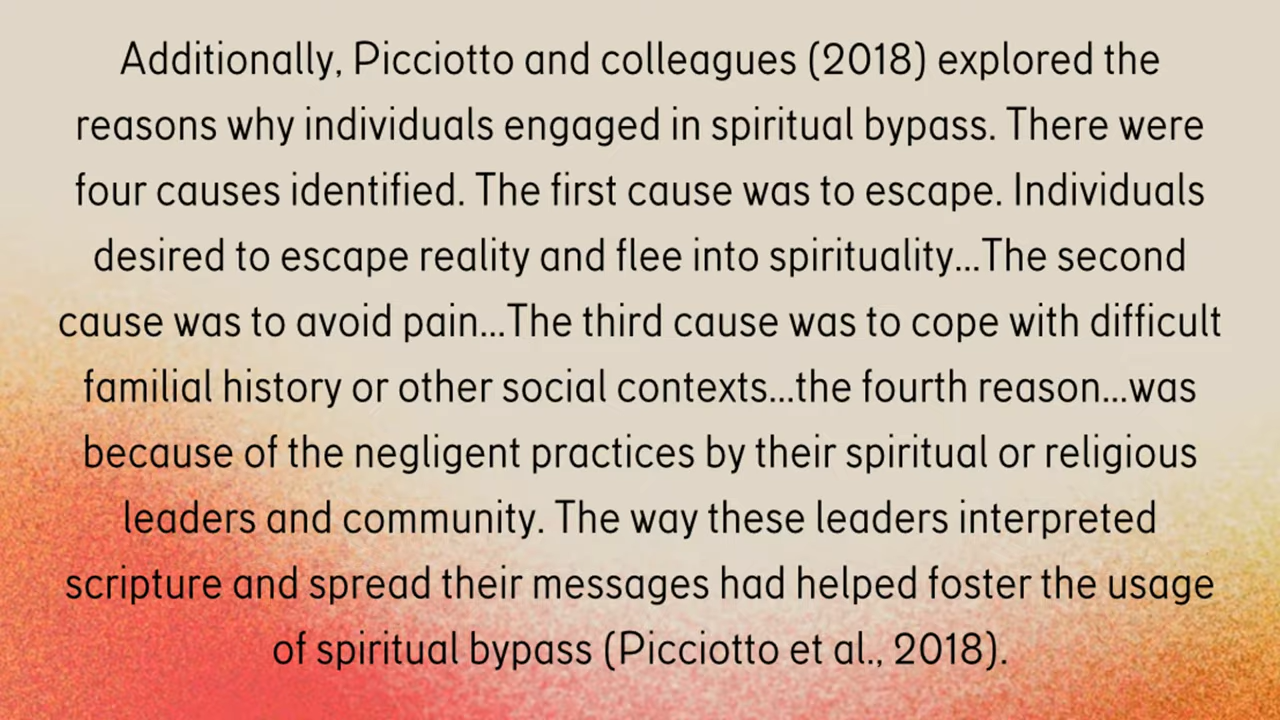 Additionally, Picciotto and colleagues (2018) explored the
reasons why individuals engaged in spiritual bypass. There were
four causes identified. The first cause was to escape. Individuals
desired to escape reality and flee into spirituality...The second
cause was to avoid pain...The third cause was to cope with difficult
familial history or other social contexts...the fourth reason...was
because of the negligent practices by their spiritual or religious
leaders and community. The way these leaders interpreted
scripture and spread their messages had helped foster the usage
of spiritual bypass (Picciotto et al., 2018).